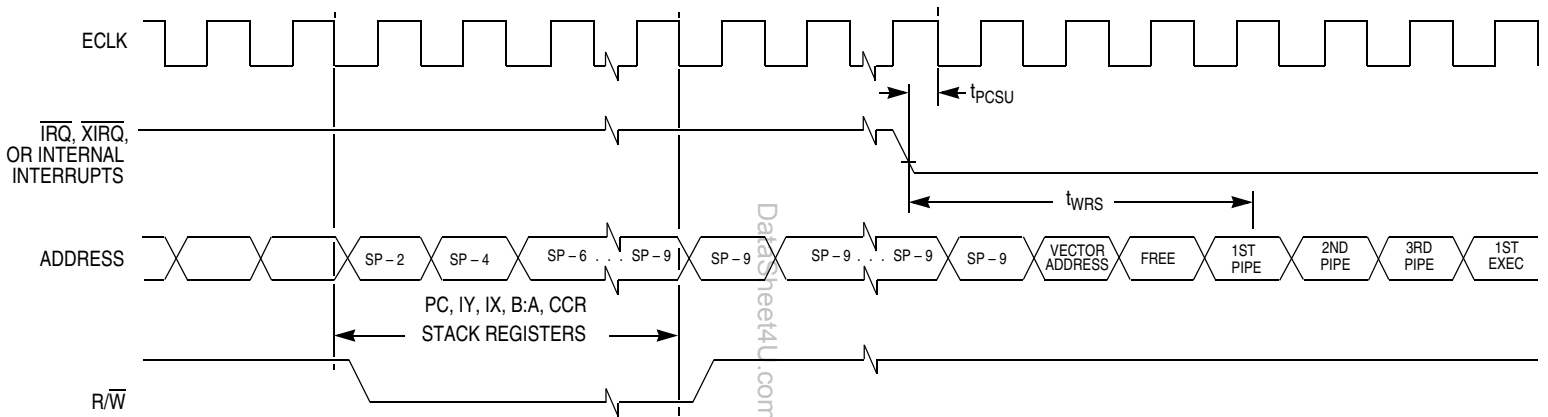 ECLK
tPCSU
IRQ, XIRQ,
OR INTERNAL
INTERRUPTS
tWRS
ADDRESS
SP – 2
SP – 4
SP – 6 . . . SP – 9
SP – 9
SP – 9 . . . SP – 9
SP – 9
VECTOR
ADDRESS
FREE
1ST
PIPE
2ND
PIPE
3RD
PIPE
1ST
EXEC
PC, IY, IX, B:A, CCR
STACK REGISTERS
R/W
DataSheet4U.com